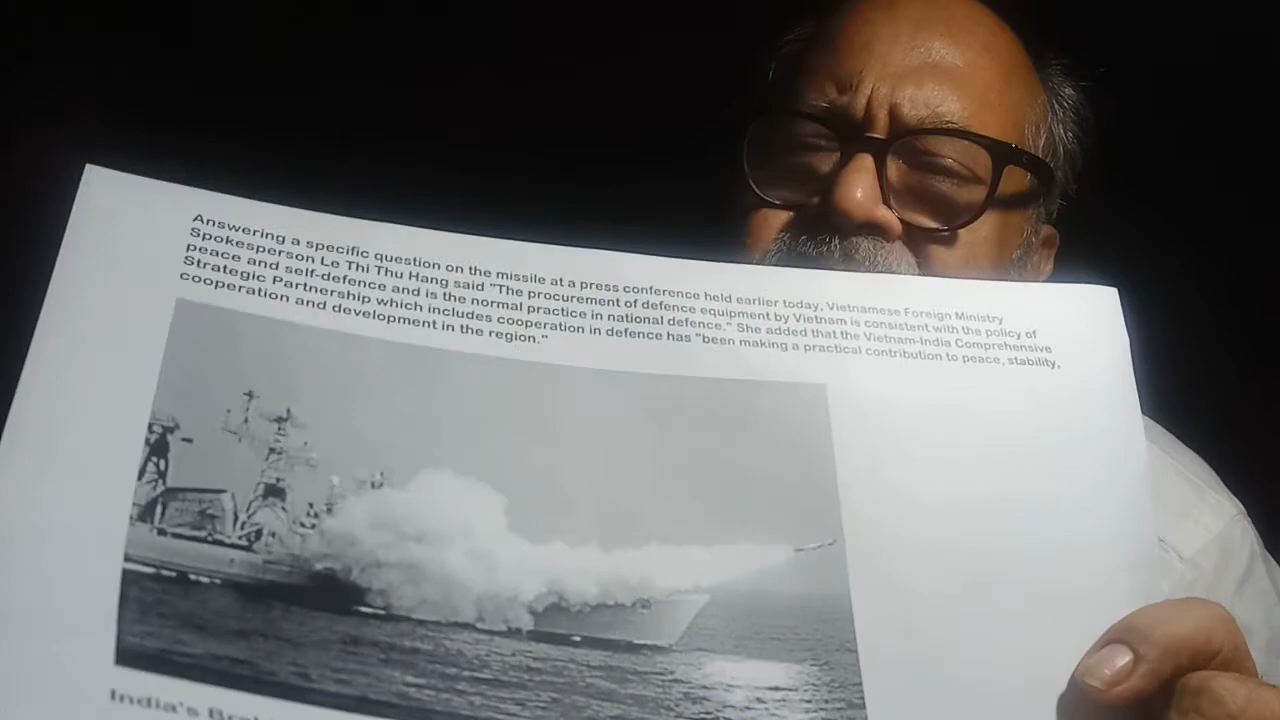 Answering a specific question on the missile at a press conference held earlier today, Vietnamese Foreign Ministry
Spokesperson Le Thi Thu Hang said "The procurement of defence equipment by Vietnam is consistent with the policy of
peace and self-defence and is the normal practice in national defence." She added that the Vietnam-India Comprehensive
Strategic Partnership which includes cooperation in defence has "been making a practical contribution to peace, stability,
cooperation and development in the region."
India's